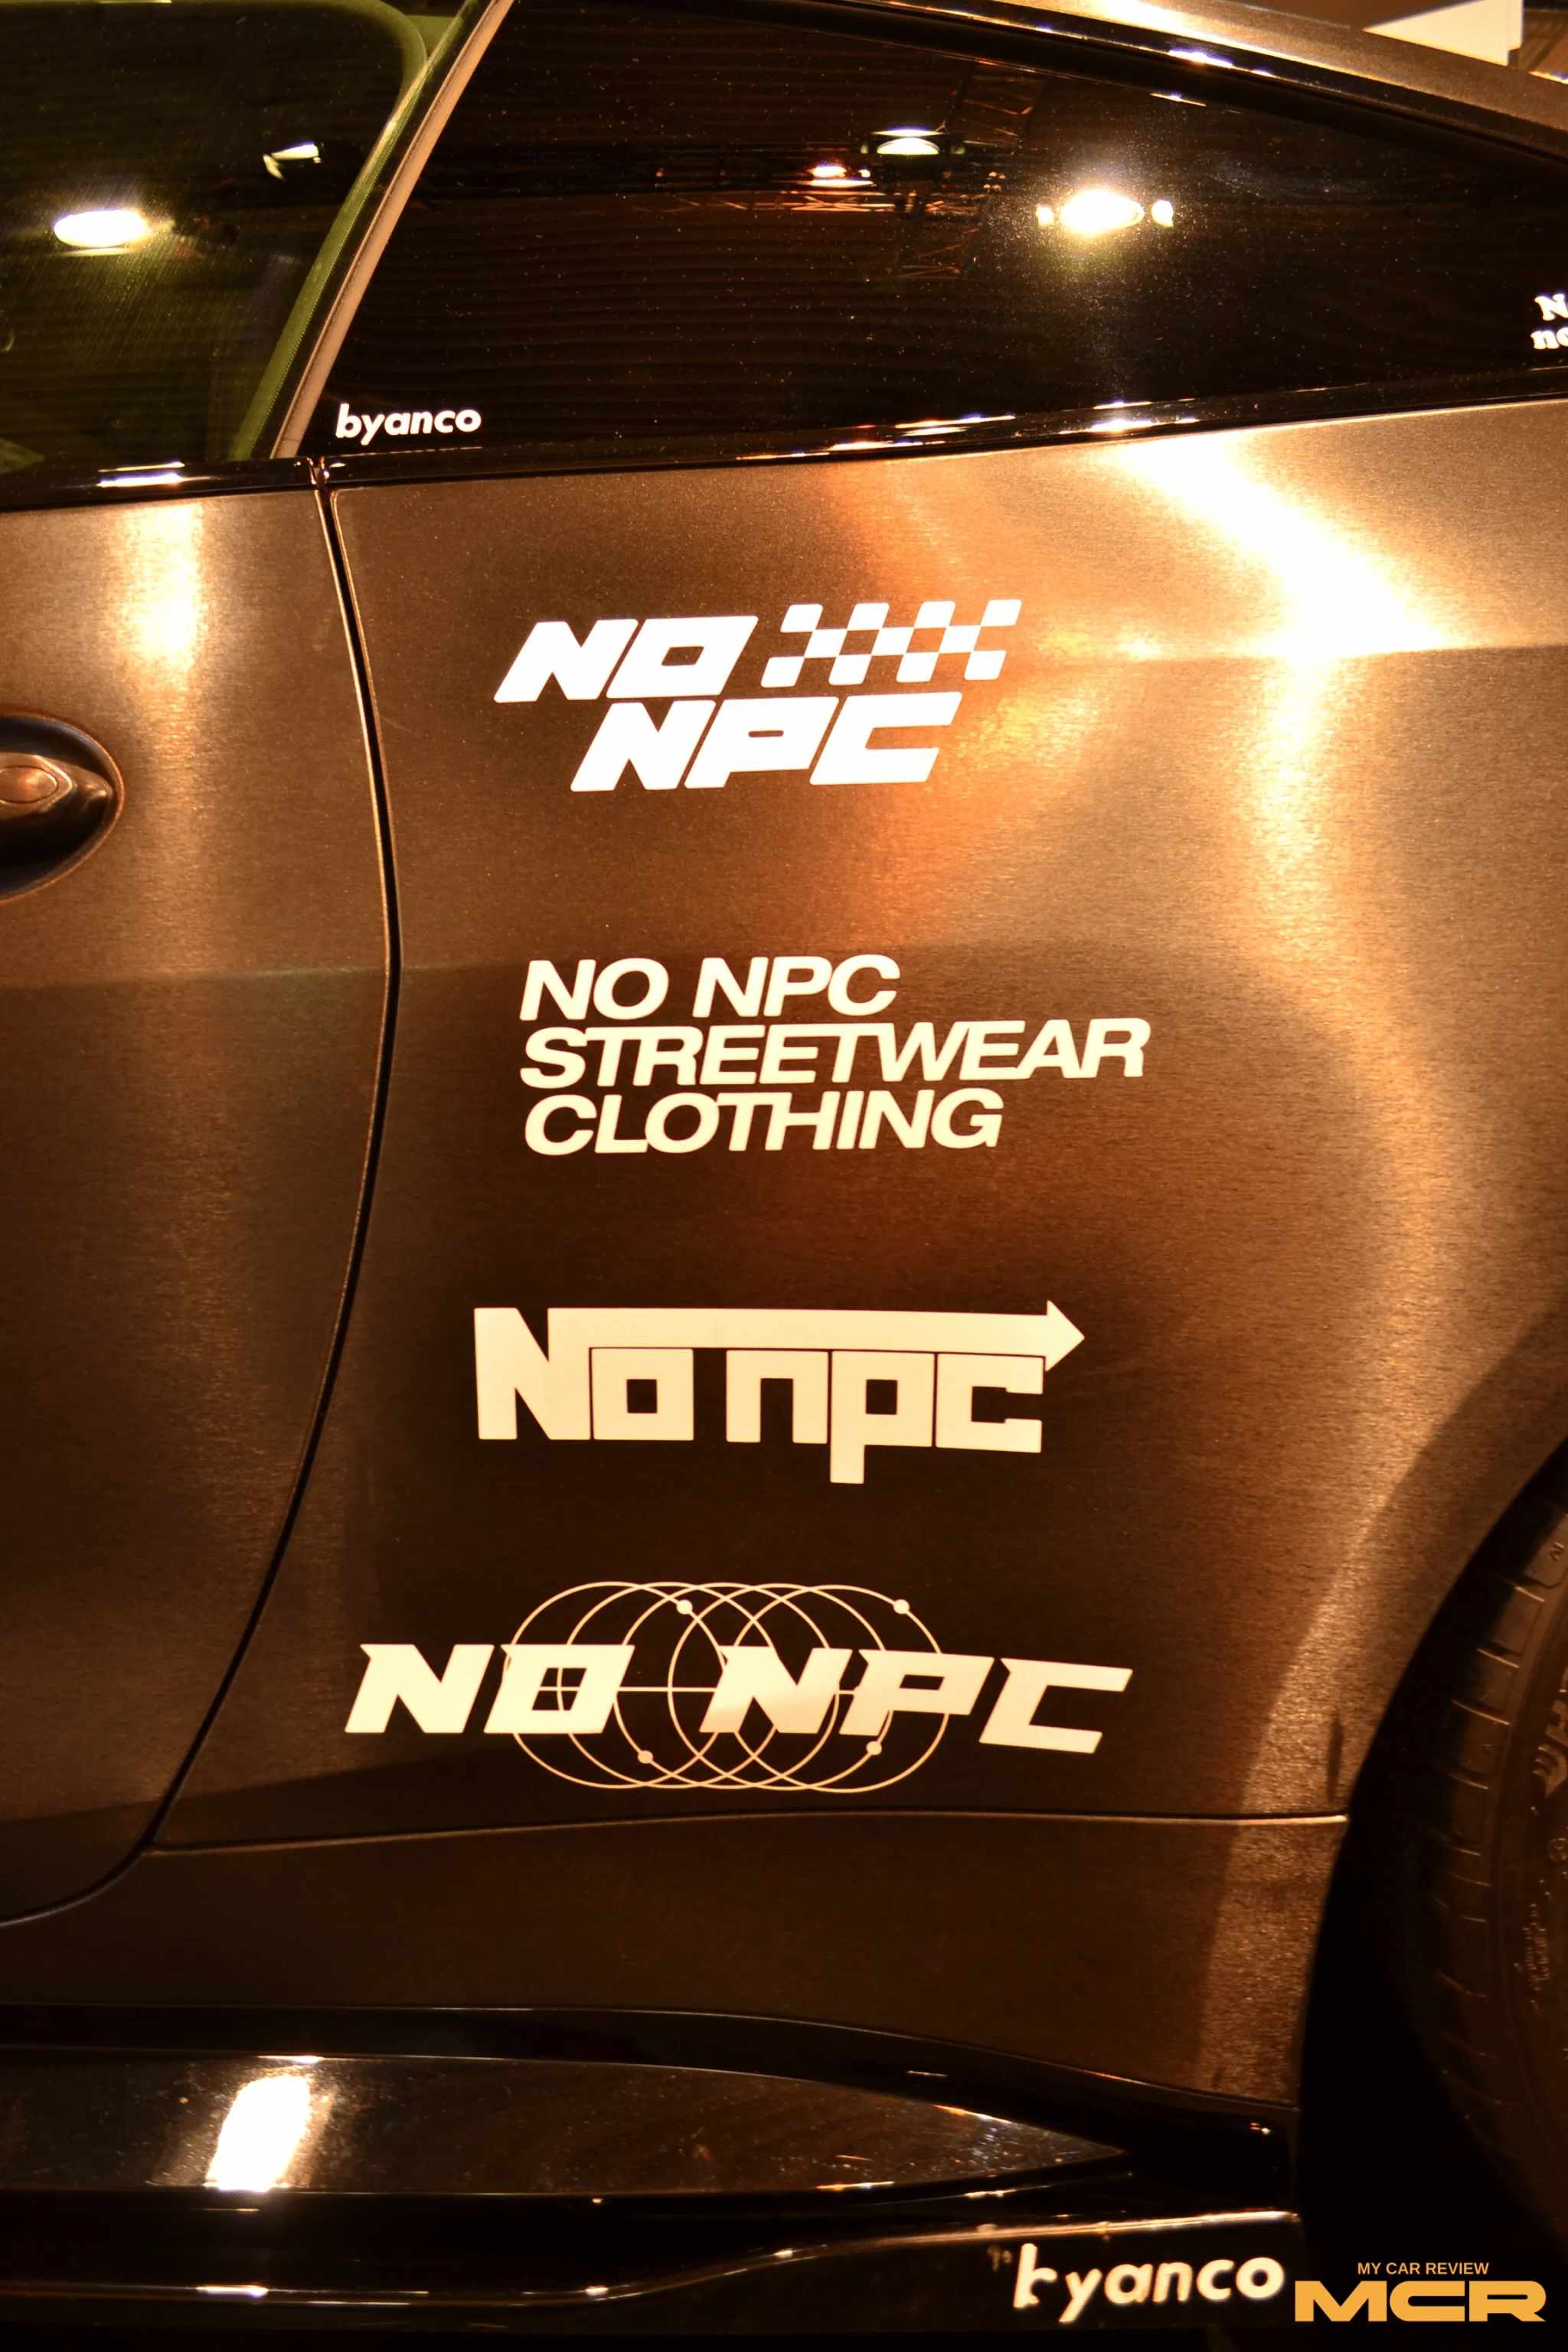 byanco
NO
NPC
NO NPC
STREETWEAR
CLOTHING
No npc
NO NPC
byanco
MY CAR REVIEW
MCR